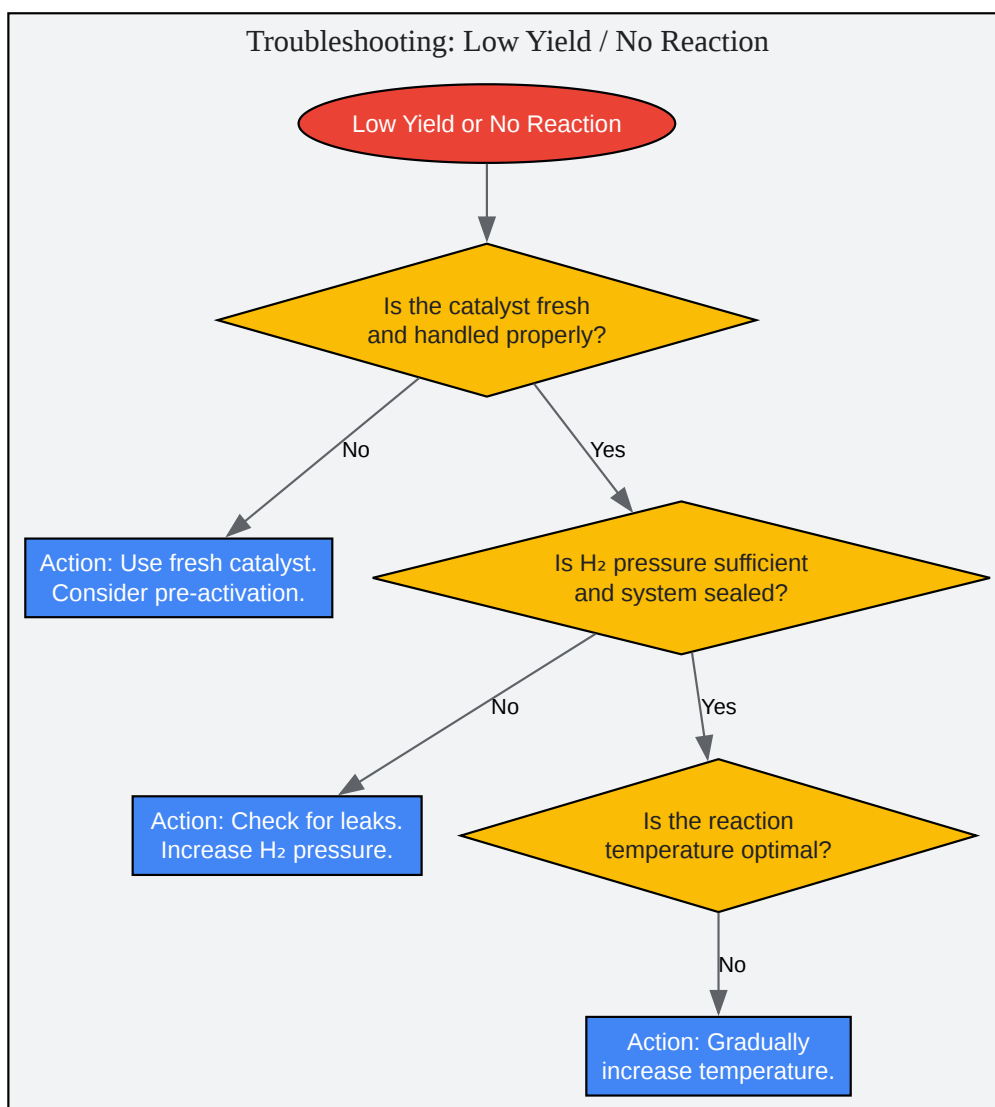 Troubleshooting: Low Yield / No Reaction
Low Yield or No Reaction
Is the catalyst fresh
and handled properly?
No
Yes
Action: Use fresh catalyst.
Consider pre-activation.
Is H₂ pressure sufficient
and system sealed?
No
Yes
Action: Check for leaks.
Increase H₂ pressure.
Is the reaction
temperature optimal?
No
Action: Gradually
increase temperature.